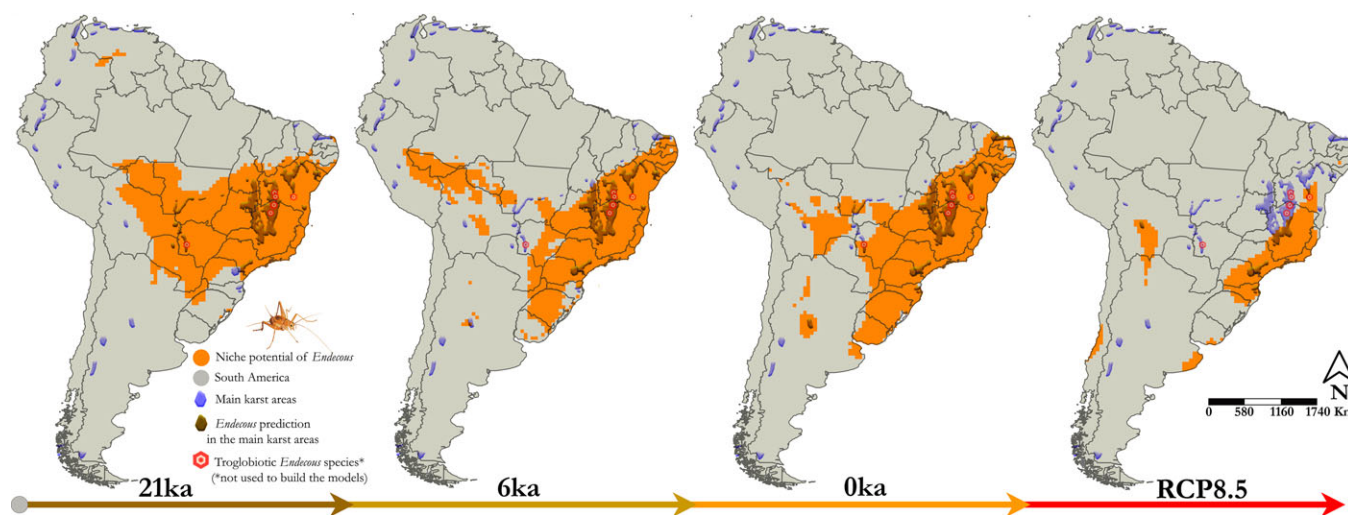 Niche potential of Endecous
South America
Main karst areas
Endecous prediction
in the main karst areas
Troglobiotic Endecous species*
(*not used to build the models)
N
0 580 1160 1740 Km
21ka
6ka
0ka
RCP8.5